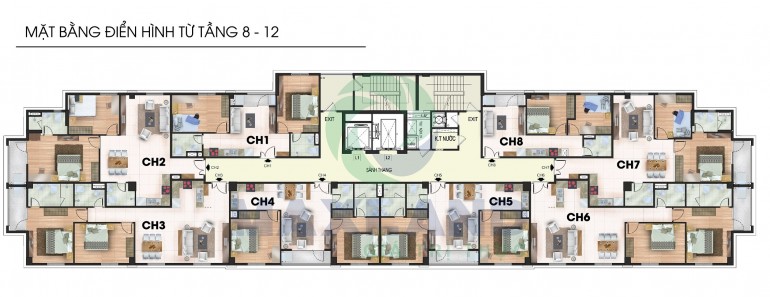 MẶT BẰNG ĐIỂN HÌNH TỪ TẦNG 8 - 12
EXIT
EXIT
CH1
CH2
L1
L2
K.T NƯỚC
CH8
CH7
CH2
CH1
SẢNH THANG
CH8
CH7
CH3
CH4
CH5
CH6
CH3
CH4
CH5
CH6